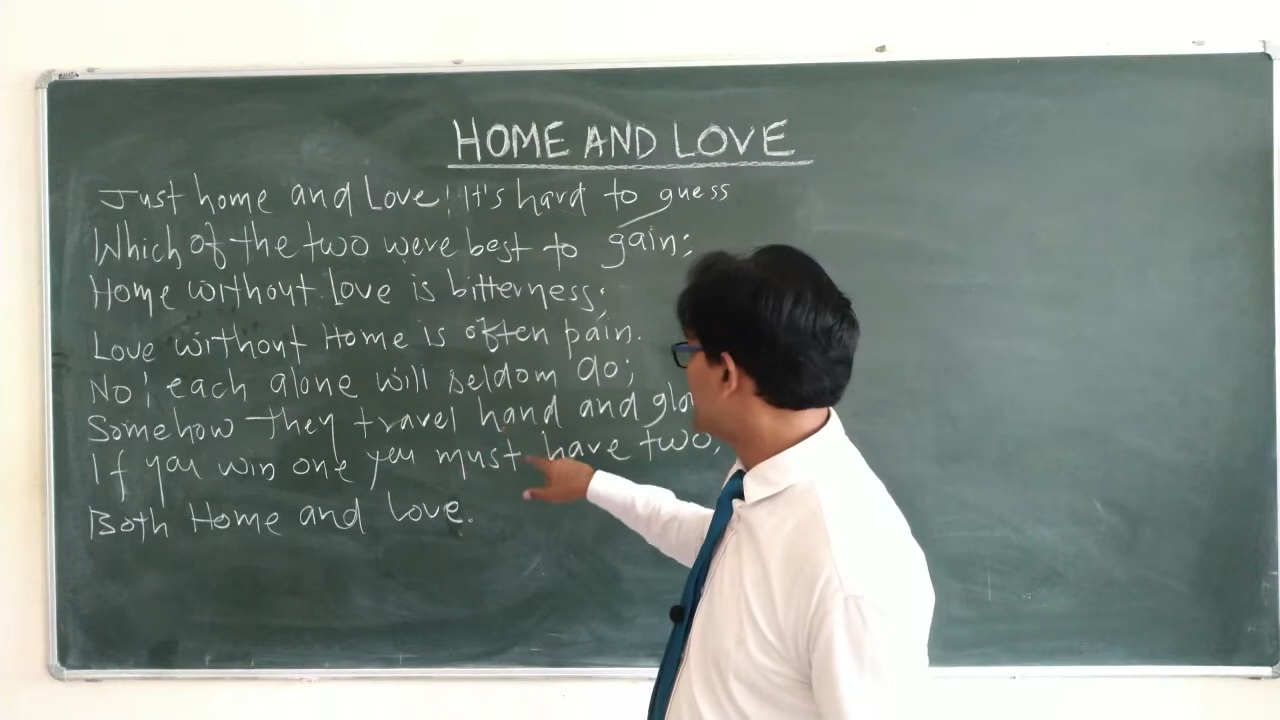 HOME AND LOVE
Just home and Love! It's hard to guess
Which of the two were best to gain;
Home without Love is bitterness;
Love without Home is often pain.
No! each alone will seldom do;
Somehow They travel hand and
If you win one you must have two,
Both Home and love.